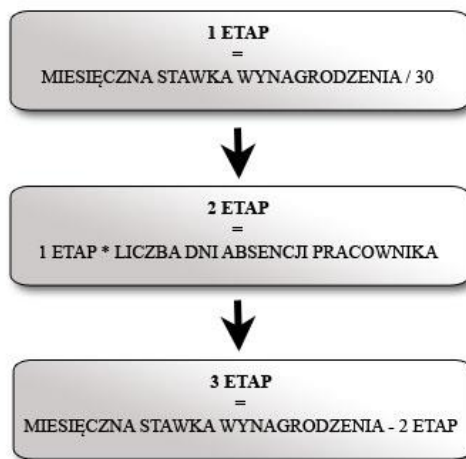 1 ETAP
=
MIESIĘCZNA STAWKA WYNAGRODZENIA / 30
2 ETAP
=
1 ETAP * LICZBA DNI ABSENCJI PRACOWNIKA
3 ETAP
=
MIESIĘCZNA STAWKA WYNAGRODZENIA - 2 ETAP